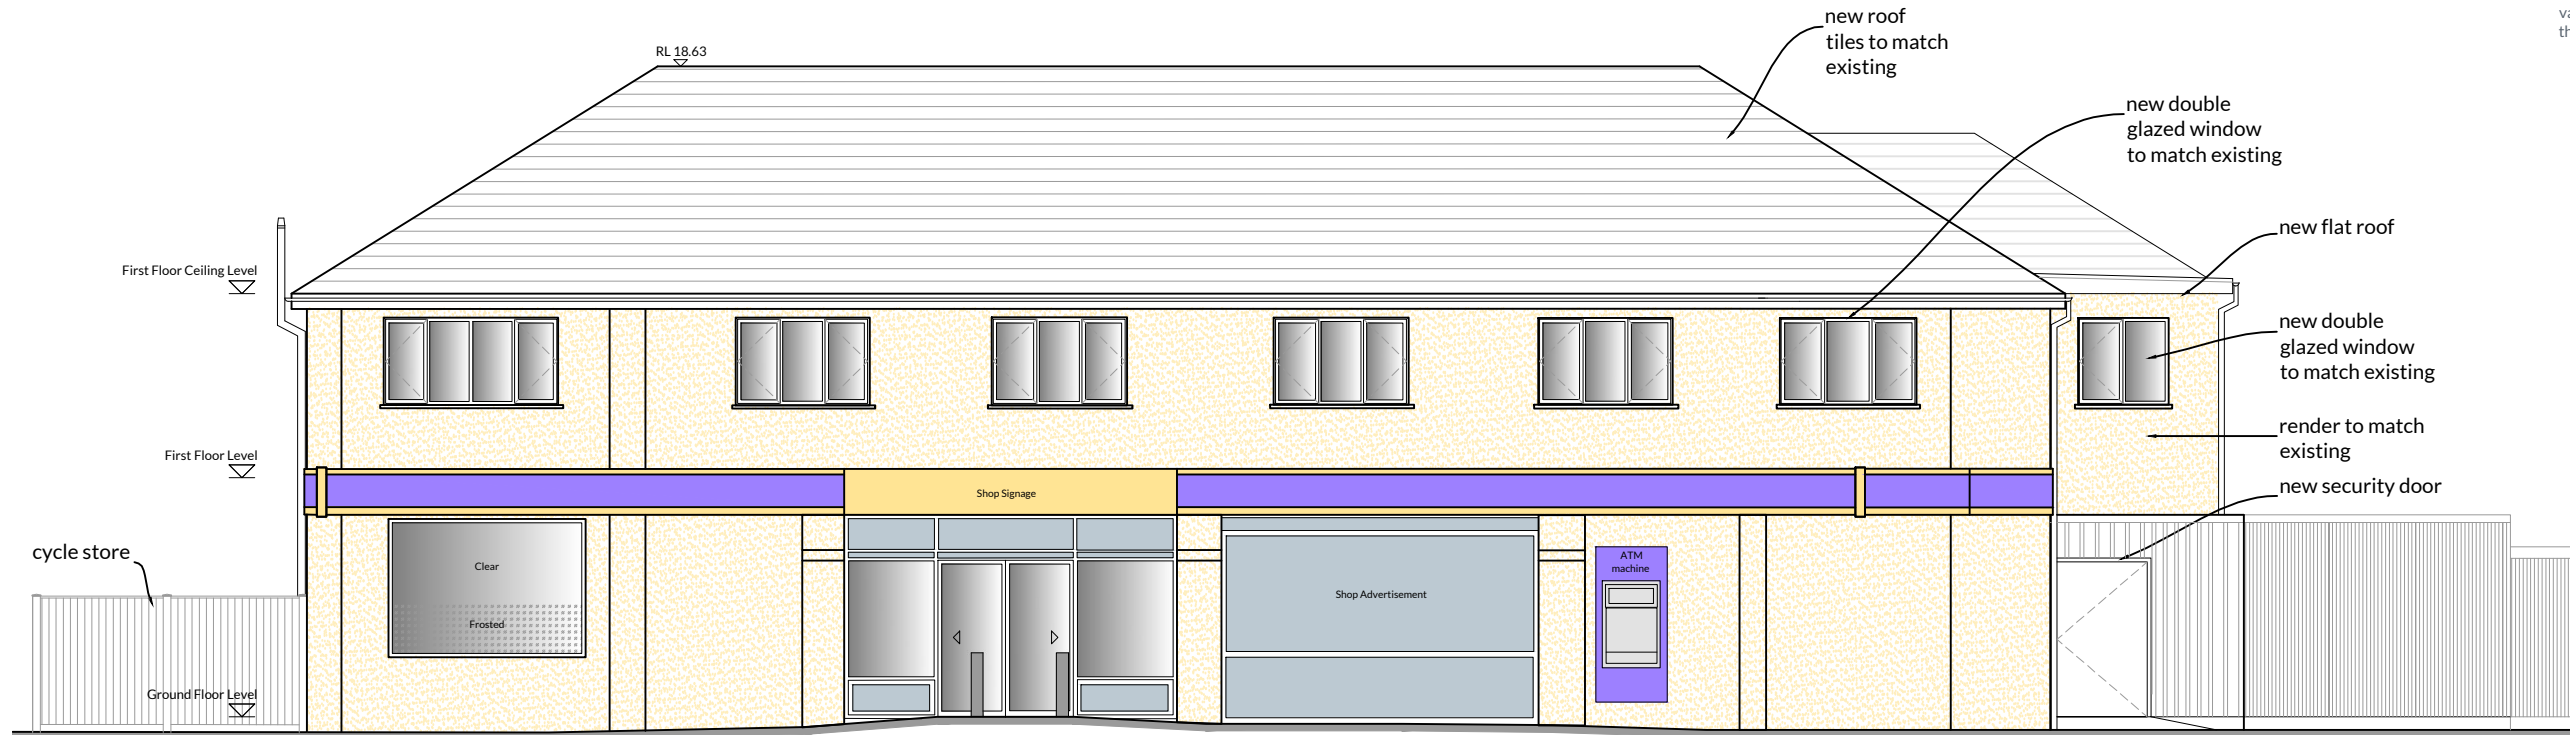 new roof
tiles to match
existing
RL 18.63
new double
glazed window
to match existing
new flat roof
First Floor Ceiling Level
new double
glazed window
to match existing
render to match
existing
First Floor Level
new security door
Shop Signage
cycle store
ATM
machine
Clear
Shop Advertisement
Frosted
Ground Floor Level